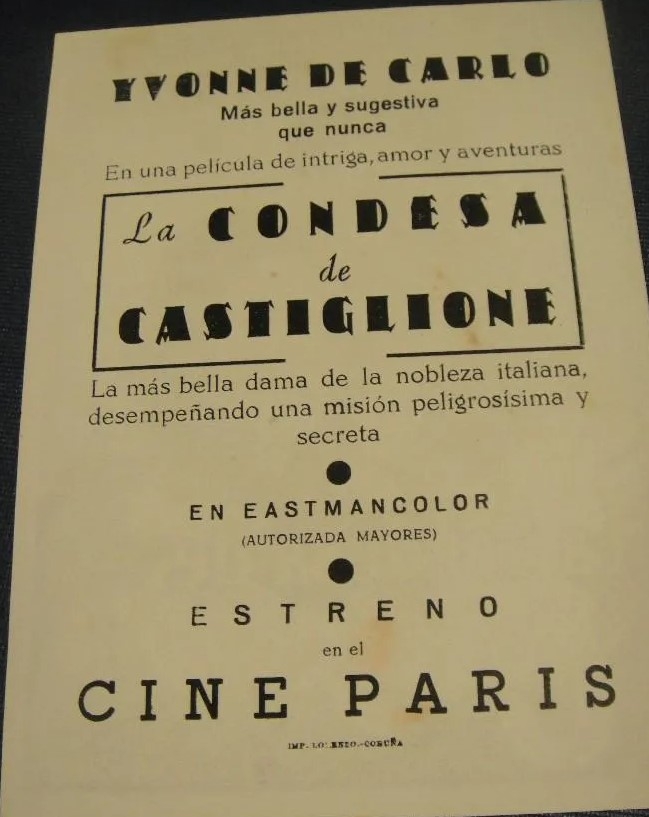 YVONNE DE CARLO
Más bella y sugestiva
que nunca
En una película de intriga, amor y aventuras
La CONDESA
de
CASTIGLIONE
La más bella dama de la nobleza italiana,
desempeñando una misión peligrosísima y
secreta
EN EASTMANCOLOR
(AUTORIZADA MAYORES)
ESTRENO
en el
CINE PARIS
IMP. -CORUÑA